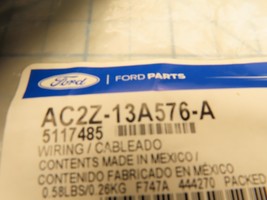 Ford
FORD PARTS
AC2Z-13A576-A
5117485
WIRING / CABLEADO
CONTENTS MADE IN MEXICO /
CONTENIDO FABRICADO EN MÉXICO
0.58LBS/0.26KG F747A 444270 PACKED